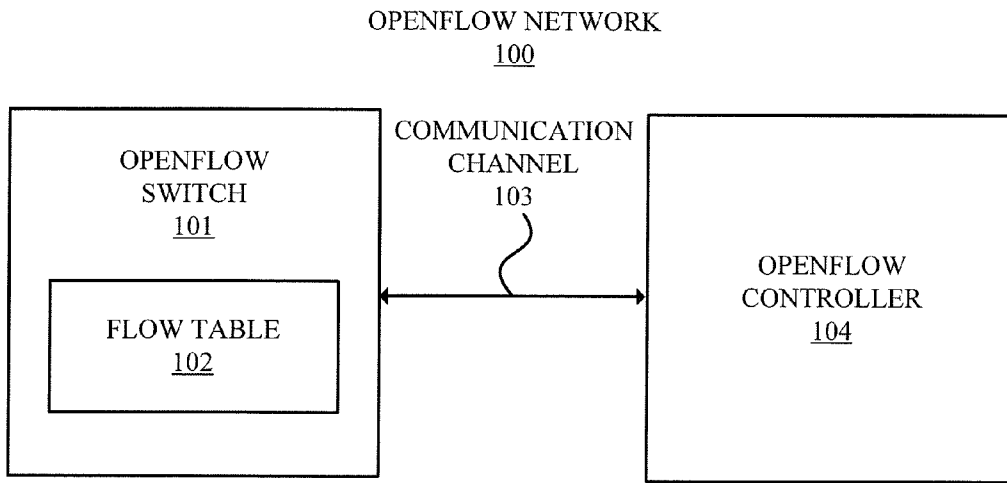 OPENFLOW NETWORK
100
COMMUNICATION
CHANNEL
103
OPENFLOW
SWITCH
101
FLOW TABLE
102
OPENFLOW
CONTROLLER
104